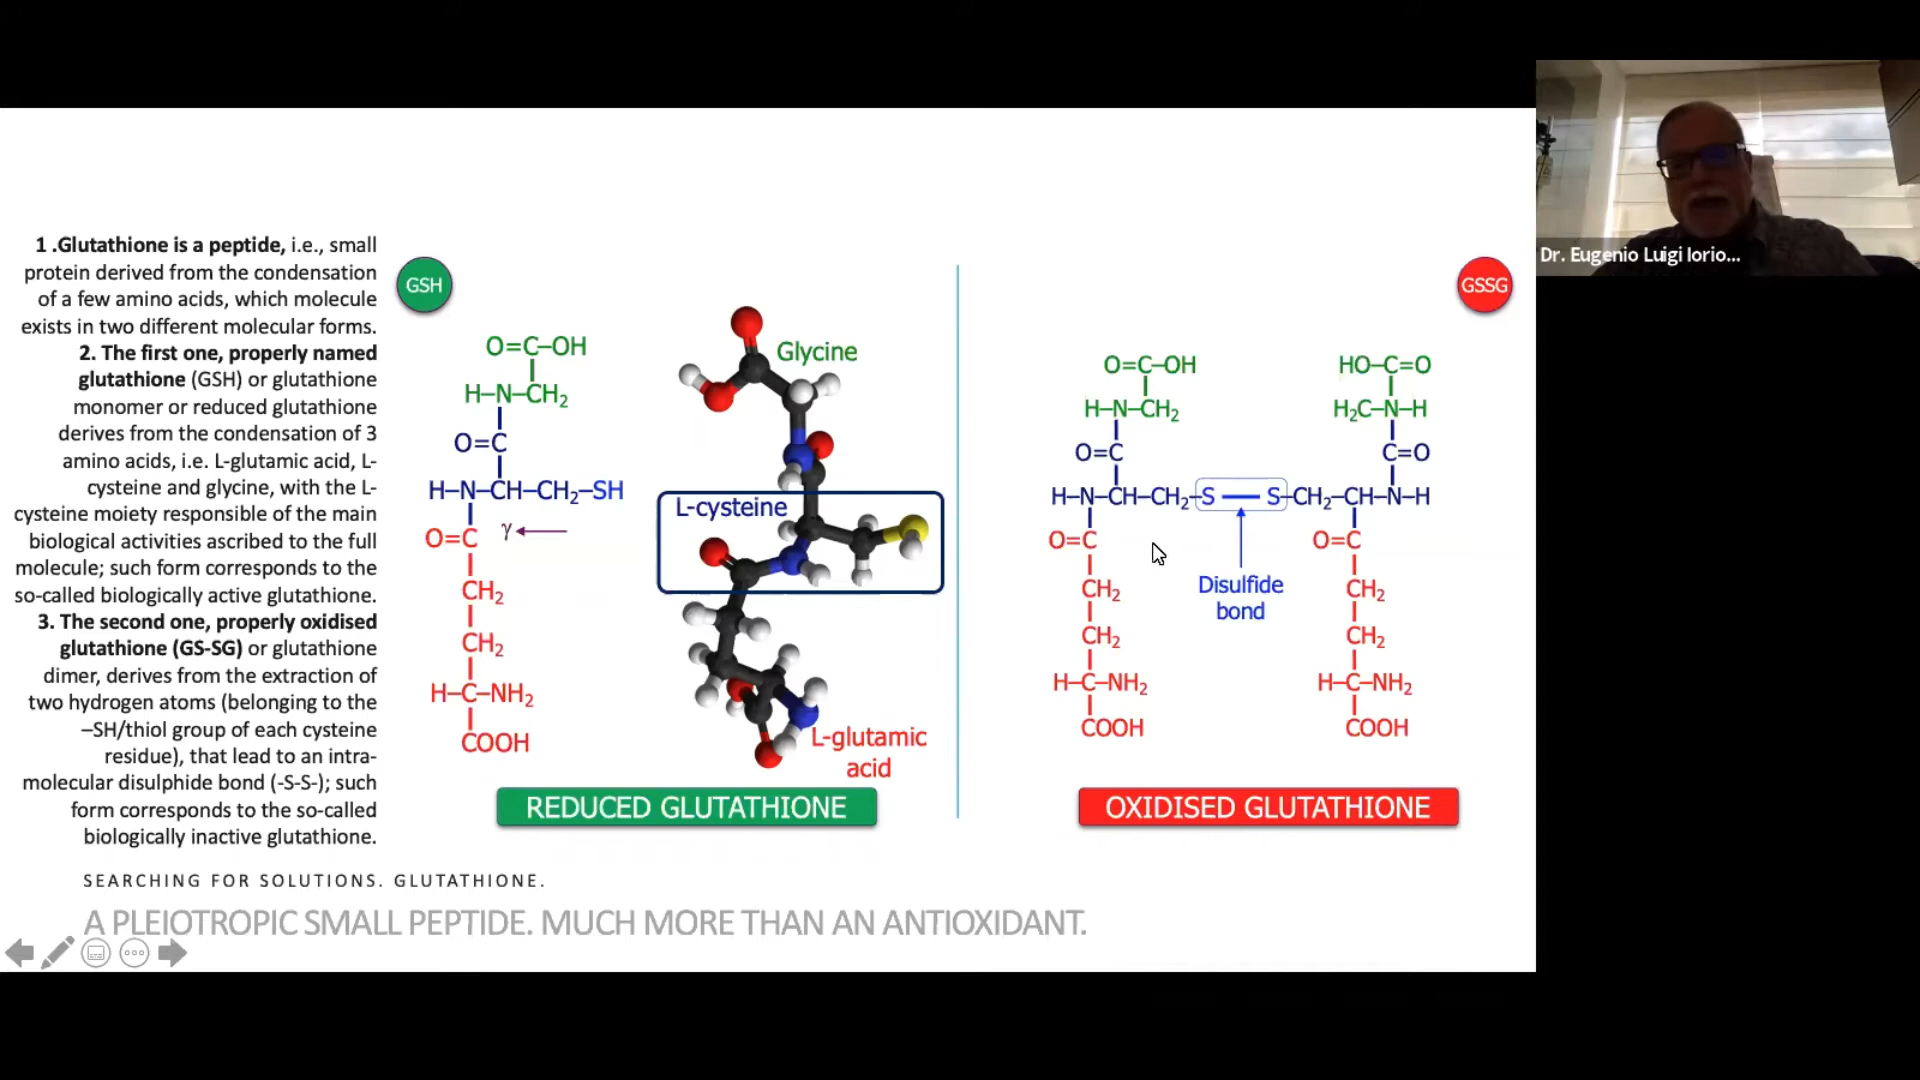 1 .Glutathione is a peptide, i.e., small
protein derived from the condensation
of a few amino acids, which molecule
exists in two different molecular forms.
2. The first one, properly named
glutathione (GSH) or glutathione
monomer or reduced glutathione
derives from the condensation of 3
amino acids, i.e. L-glutamic acid, L-
cysteine and glycine, with the L-
cysteine moiety responsible of the main
biological activities ascribed to the full
molecule; such form corresponds to the
so-called biologically active glutathione.
3. The second one, properly oxidised
glutathione (GS-SG) or glutathione
dimer, derives from the extraction of
two hydrogen atoms (belonging to the
–SH/thiol group of each cysteine
residue), that lead to an intra-
molecular disulphide bond (-S-S-); such
form corresponds to the so-called
biologically inactive glutathione.
GSH
O=C–OH
H–N–CH2
O=C
H–N–CH–CH2–SH
O=C
γ
CH2
CH2
H–C–NH2
COOH
Glycine
L-cysteine
L-glutamic
acid
REDUCED GLUTATHIONE
GSSG
O=C–OH HO–C=O
H–N–CH2 H2C–N–H
O=C C=O
H–N–CH–CH2–S — S–CH2–CH–N–H
O=C O=C
Disulfide
bond
CH2 CH2
CH2 CH2
H–C–NH2 H–C–NH2
COOH COOH
OXIDISED GLUTATHIONE
SEARCHING FOR SOLUTIONS. GLUTATHIONE.
A PLEIOTROPIC SMALL PEPTIDE. MUCH MORE THAN AN ANTIOXIDANT.
Dr. Eugenio Luigi Iorio...